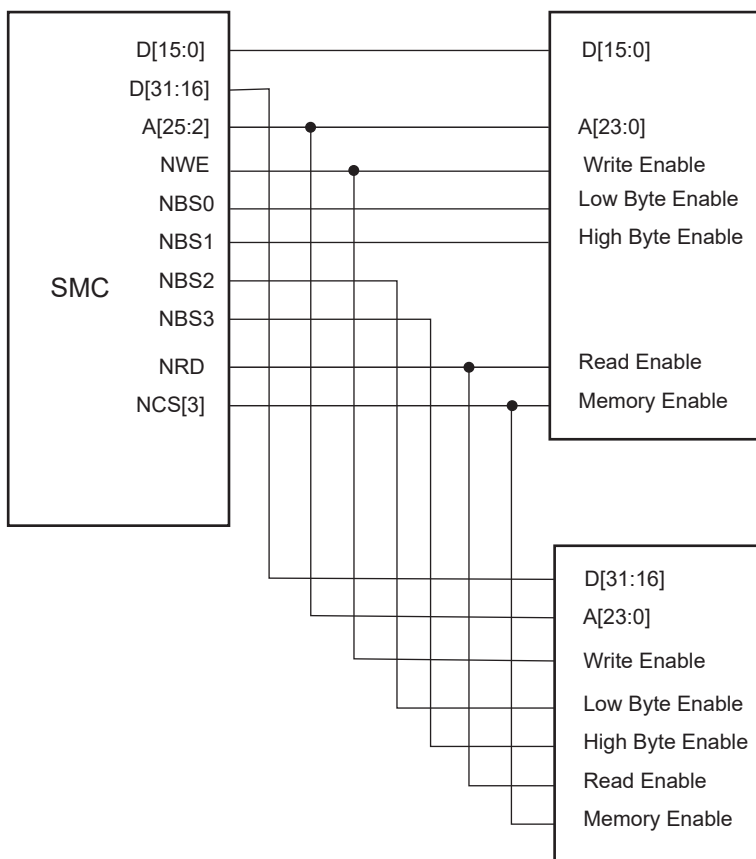 D[15:0]
D[31:16]
A[25:2]
NWE
NBS0
NBS1
NBS2
NBS3
NRD
NCS[3]
SMC
D[15:0]
A[23:0]
Write Enable
Low Byte Enable
High Byte Enable
Read Enable
Memory Enable
D[31:16]
A[23:0]
Write Enable
Low Byte Enable
High Byte Enable
Read Enable
Memory Enable